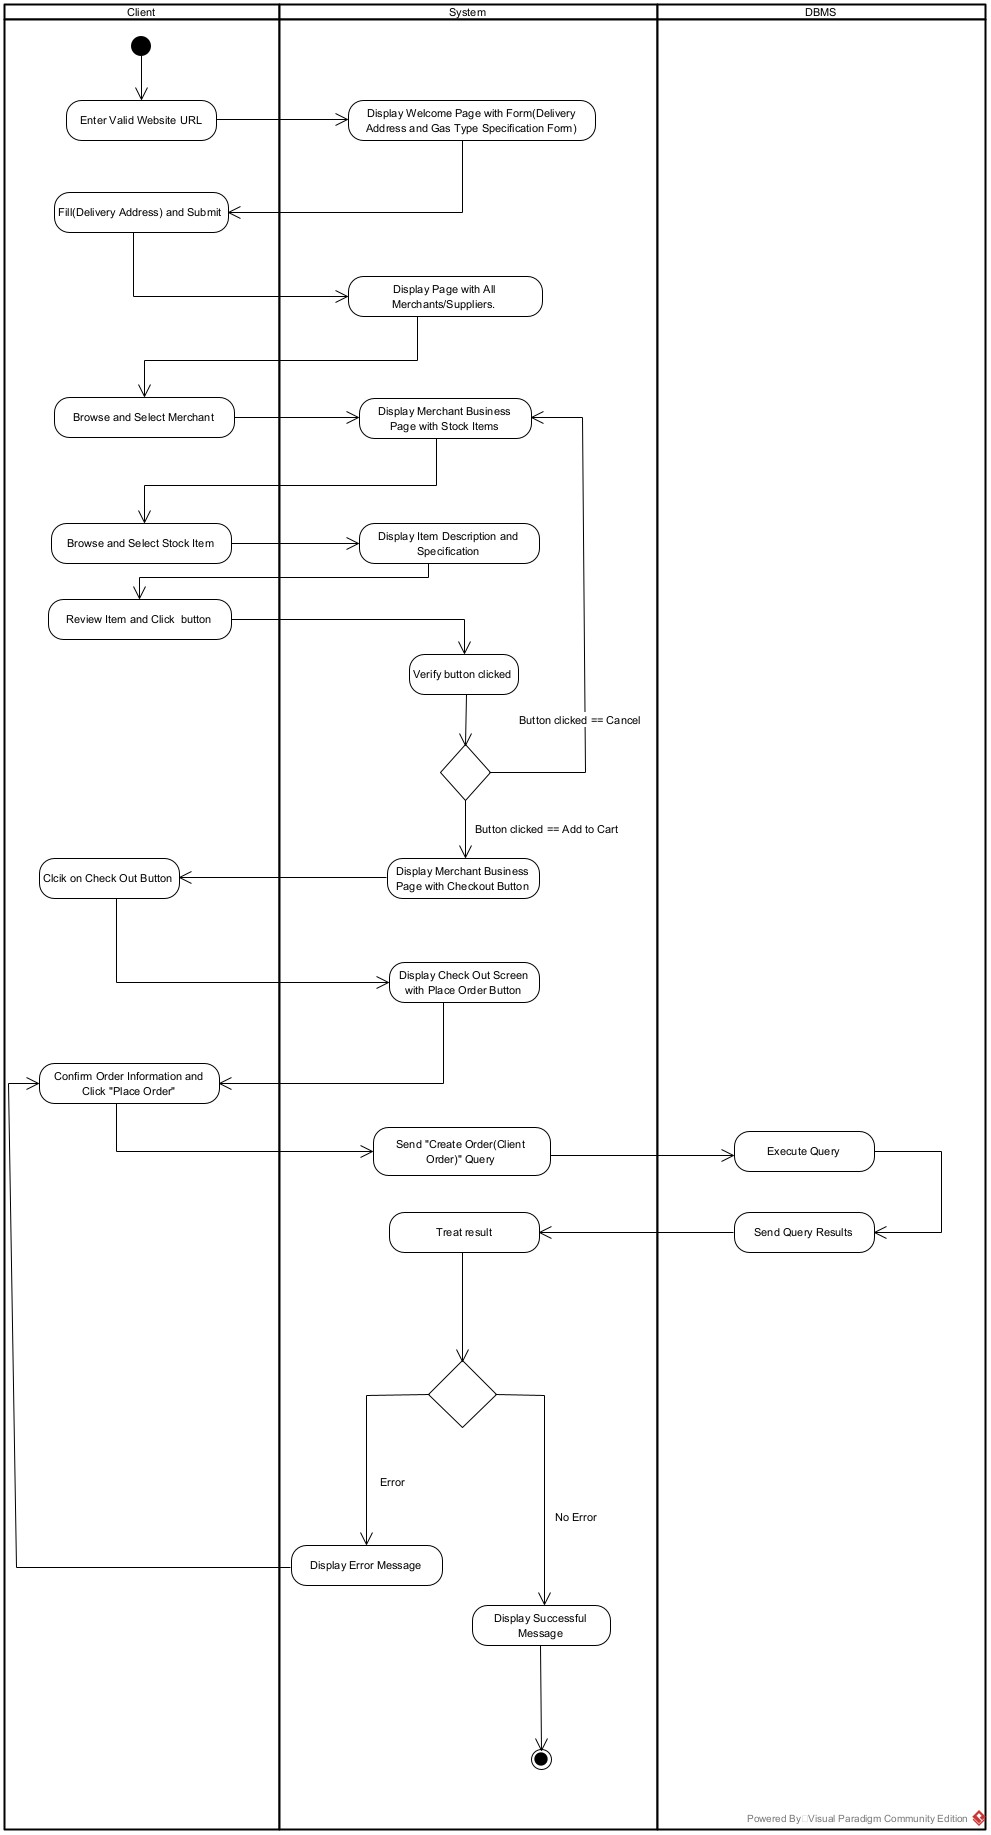 Client
System
DBMS
Enter Valid Website URL
Display Welcome Page with Form(Delivery
Address and Gas Type Specification Form)
Fill(Delivery Address) and Submit
Display Page with All
Merchants/Suppliers.
Browse and Select Merchant
Display Merchant Business
Page with Stock Items
Browse and Select Stock Item
Display Item Description and
Specification
Review Item and Click  button
Verify button clicked
Button clicked == Cancel
Button clicked == Add to Cart
Clcik on Check Out Button
Display Merchant Business
Page with Checkout Button
Display Check Out Screen
with Place Order Button
Confirm Order Information and
Click "Place Order"
Send "Create Order(Client
Order)" Query
Execute Query
Treat result
Send Query Results
Error
No Error
Display Error Message
Display Successful
Message
Powered By Visual Paradigm Community Edition